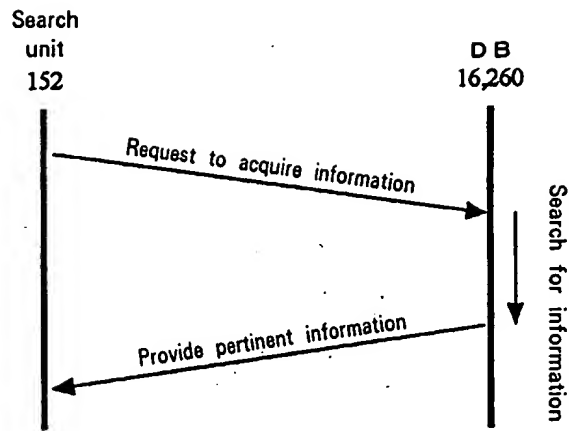 Search
unit
152
D B
16,260
Request to acquire information
Search for information
Provide pertinent information